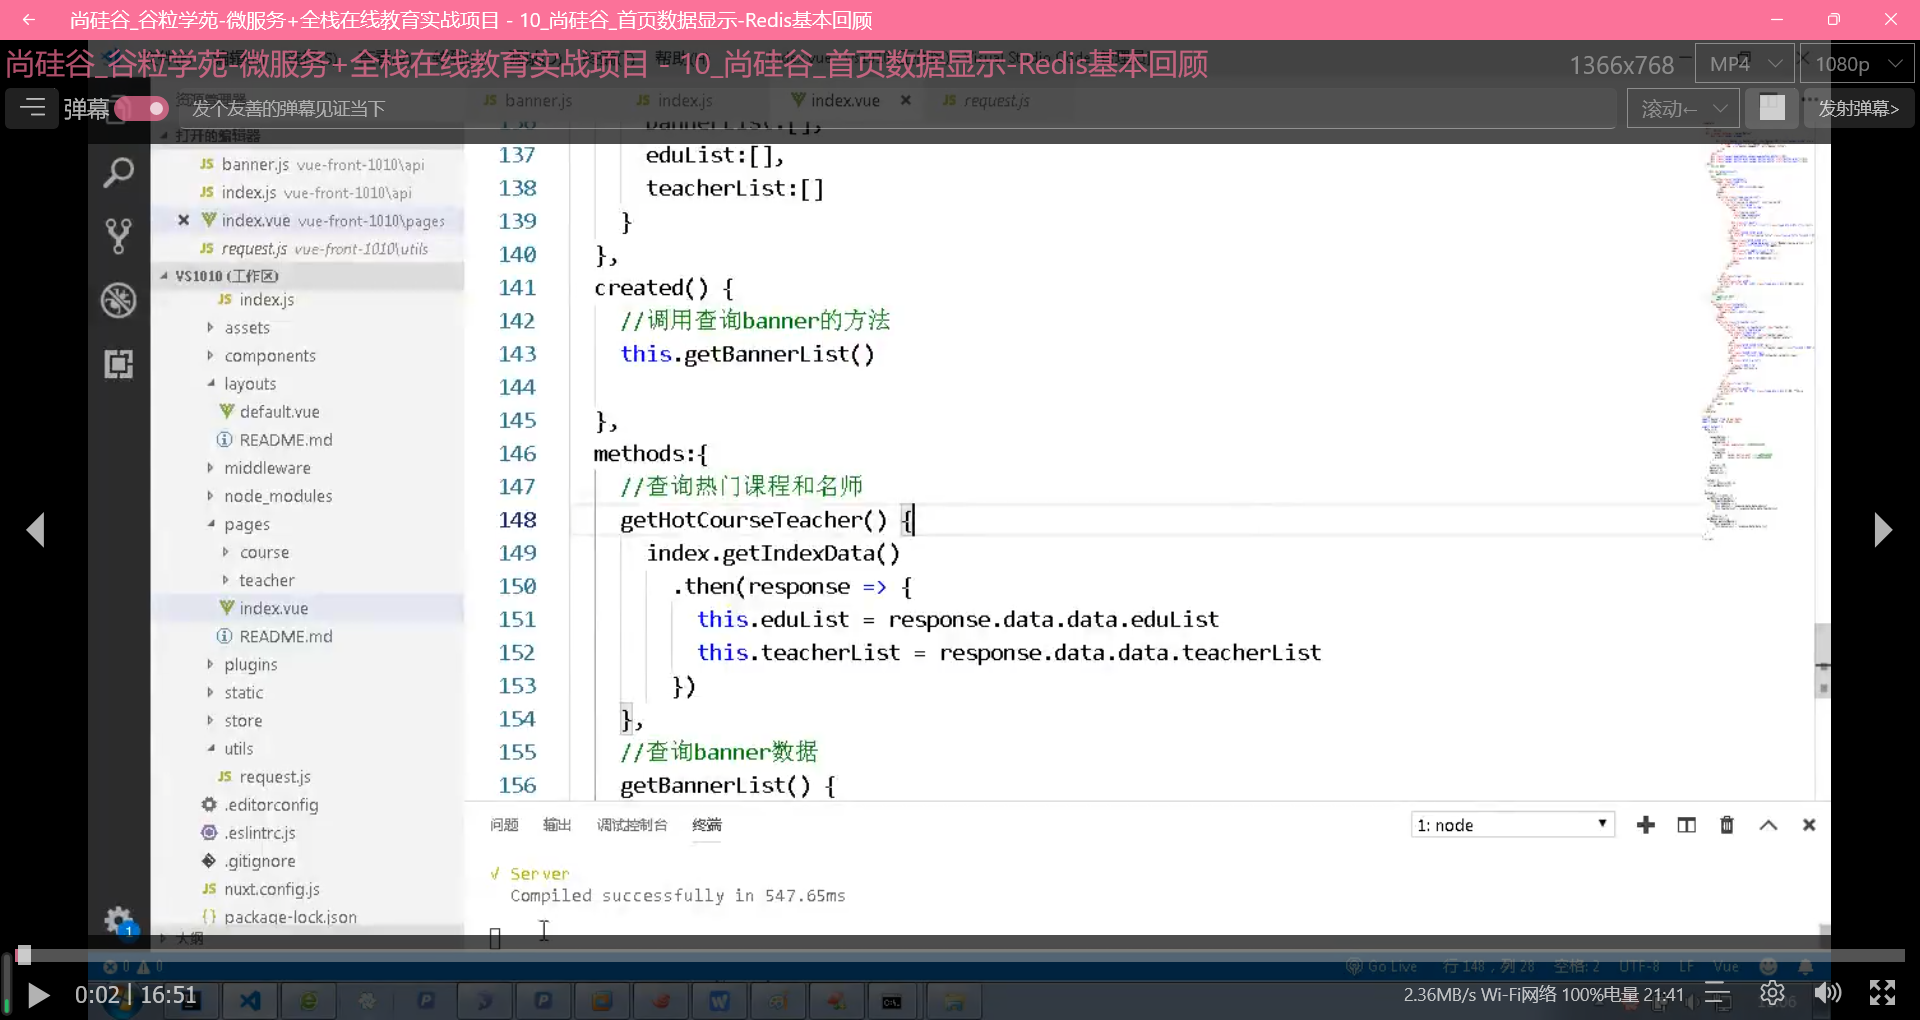 尚硅谷_谷粒学苑-微服务+全栈在线教育实战项目 - 10_尚硅谷_首页数据显示-Redis基本回顾
尚硅谷_谷粒学苑-微服务+全栈在线教育实战项目 - 10_尚硅谷_首页数据显示-Redis基本回顾
1366x768
MP4
1080p
弹幕
发个友善的弹幕见证当下
滚动←
发射弹幕>
JS banner.js
JS index.js
index.vue
JS request.js
打开的编辑器
JS banner.js vue-front-1010\api
JS index.js vue-front-1010\api
index.vue vue-front-1010\pages
JS request.js vue-front-1010\utils
VS1010 (工作区)
JS index.js
assets
components
layouts
default.vue
README.md
middleware
node_modules
pages
course
teacher
index.vue
README.md
plugins
static
store
utils
JS request.js
.editorconfig
.eslintrc.js
.gitignore
JS nuxt.config.js
{} package-lock.json
大纲
136 bannerList:[],
137 eduList:[],
138 teacherList:[]
139 }
140 },
141 created() {
142 //调用查询banner的方法
143 this.getBannerList()
144
145 },
146 methods:{
147 //查询热门课程和名师
148 getHotCourseTeacher() {
149 index.getIndexData()
150 .then(response => {
151 this.eduList = response.data.data.eduList
152 this.teacherList = response.data.data.teacherList
153 })
154 },
155 //查询banner数据
156 getBannerList() {
问题 输出 调试控制台 终端
1: node
√ Server
Compiled successfully in 547.65ms
1
0 0
Go Live 行 148，列 28 空格: 2 UTF-8 LF Vue
0:02 | 16:51
2.36MB/s Wi-Fi网络 100%电量 21:41